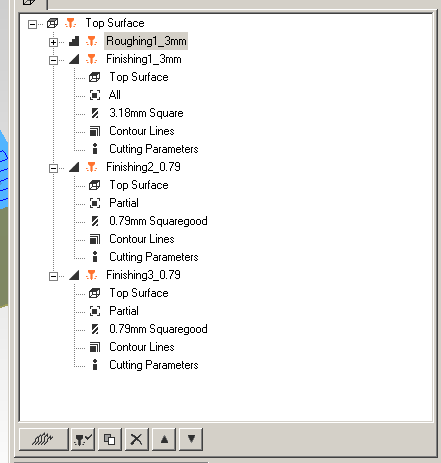 Top Surface
Roughing1_3mm
Finishing1_3mm
Top Surface
All
3.18mm Square
Contour Lines
Cutting Parameters
Finishing2_0.79
Top Surface
Partial
0.79mm Squaregood
Contour Lines
Cutting Parameters
Finishing3_0.79
Top Surface
Partial
0.79mm Squaregood
Contour Lines
Cutting Parameters